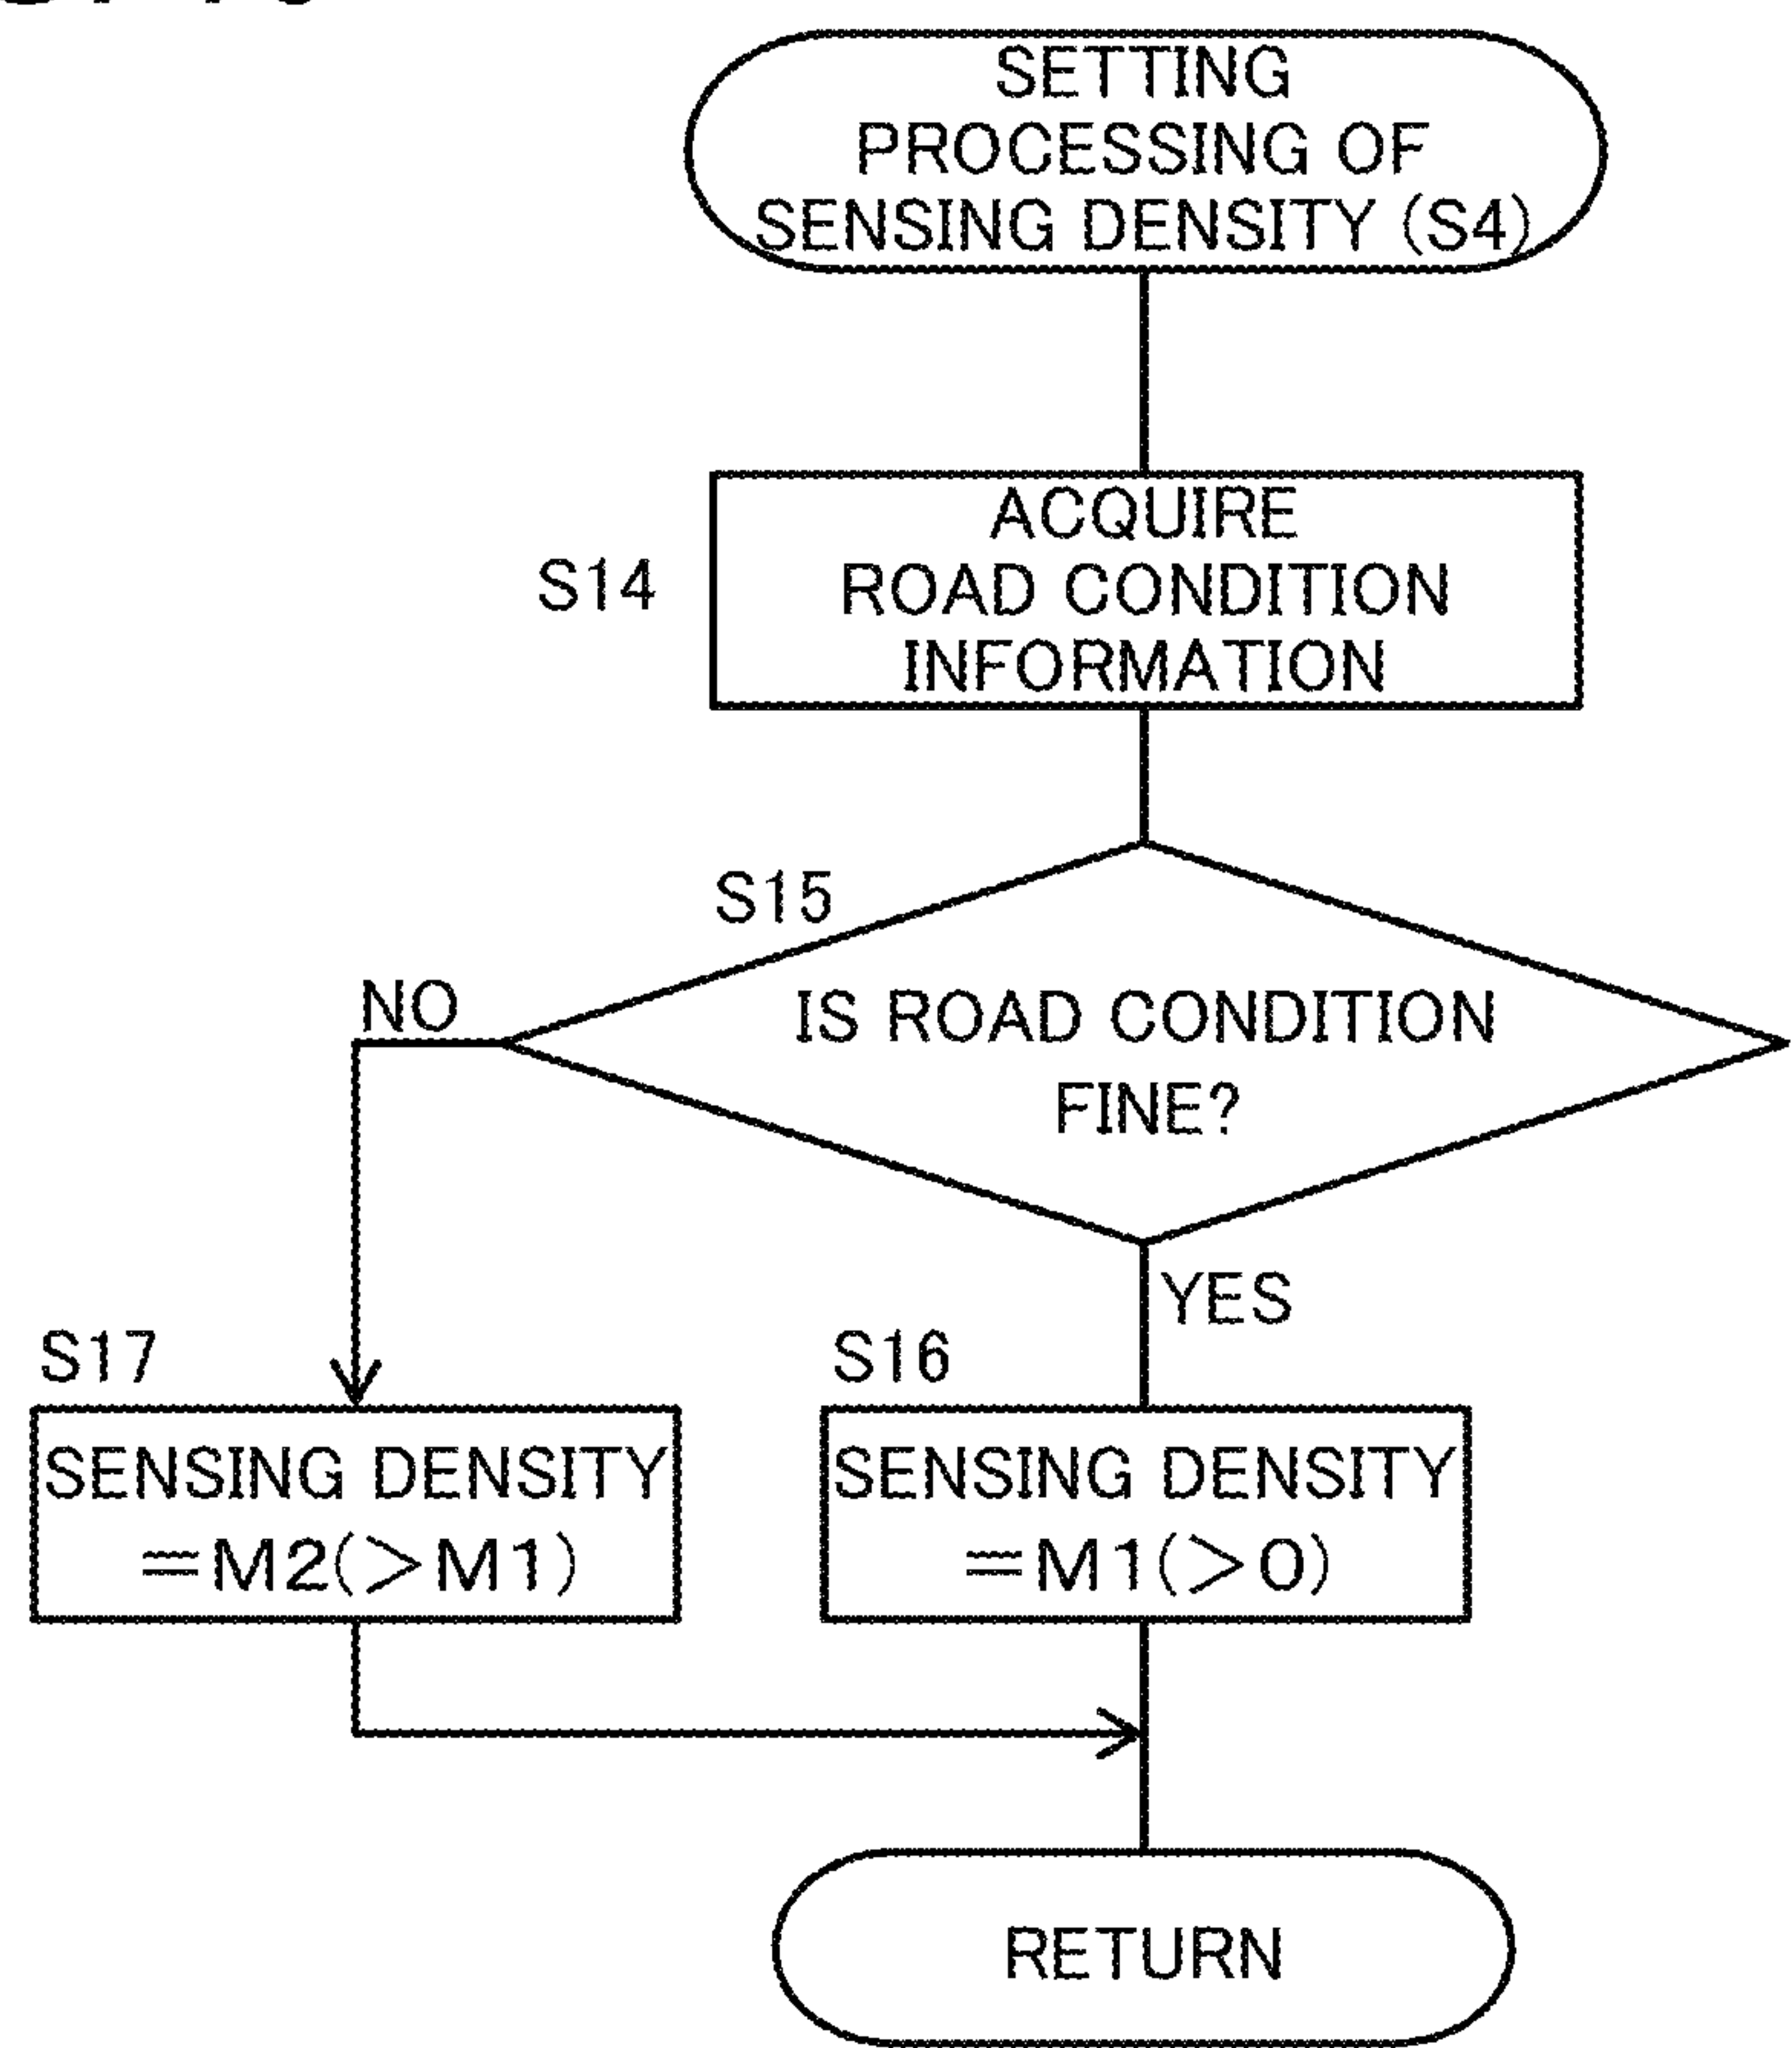 SETTING
PROCESSING OF
SENSING DENSITY (S4)
S14
ACQUIRE
ROAD CONDITION
INFORMATION
S15
NO
IS ROAD CONDITION
FINE?
YES
S17
S16
SENSING DENSITY
=M2(>M1)
SENSING DENSITY
=M1(>0)
RETURN